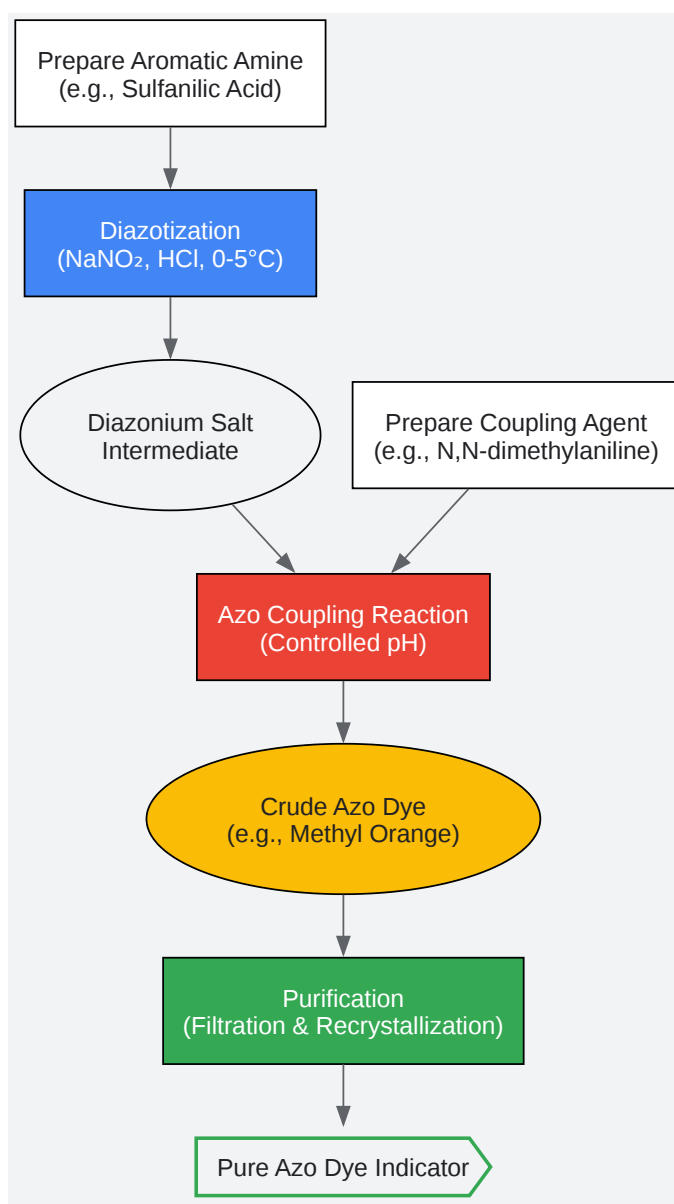 Prepare Aromatic Amine
(e.g., Sulfanilic Acid)
Diazotization
(NaNO₂, HCl, 0-5°C)
Diazonium Salt
Intermediate
Prepare Coupling Agent
(e.g., N,N-dimethylaniline)
Azo Coupling Reaction
(Controlled pH)
Crude Azo Dye
(e.g., Methyl Orange)
Purification
(Filtration & Recrystallization)
Pure Azo Dye Indicator